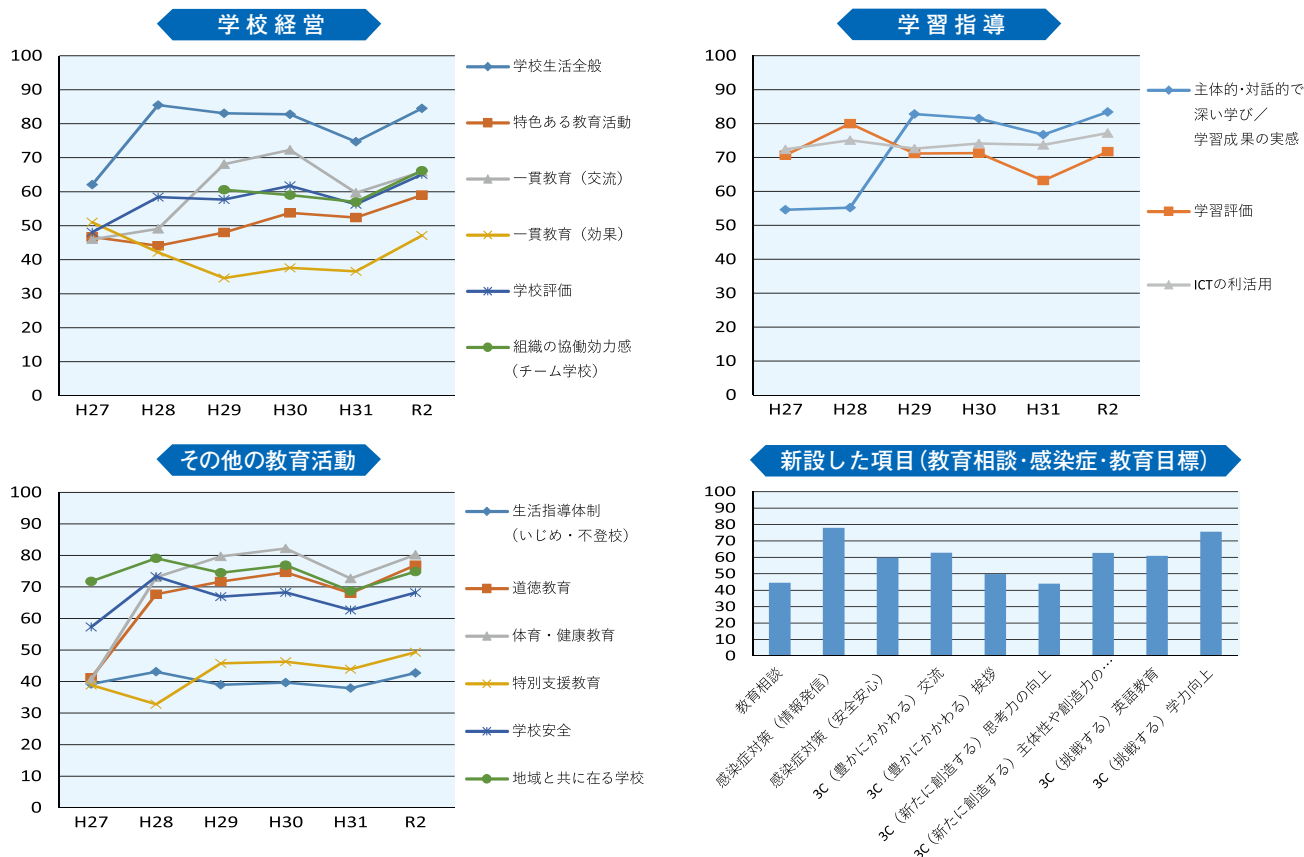 学校経営
100
90
80
70
60
50
40
30
20
10
0
H27 H28 H29 H30 H31 R2
学校生活全般
特色ある教育活動
一貫教育（交流）
一貫教育（効果）
学校評価
組織の協働効力感
（チーム学校）
学習指導
100
90
80
70
60
50
40
30
20
10
0
H27 H28 H29 H30 H31 R2
主体的・対話的で
深い学び／
学習成果の実感
学習評価
ICTの利活用
その他の教育活動
100
90
80
70
60
50
40
30
20
10
0
H27 H28 H29 H30 H31 R2
生活指導体制
（いじめ・不登校）
道徳教育
体育・健康教育
特別支援教育
学校安全
地域と共に在る学校
新設した項目（教育相談・感染症・教育目標）
100
90
80
70
60
50
40
30
20
10
0
教育相談
感染症対策（情報発信）
感染症対策（安全安心）
3C（豊かにかかわる）交流
3C（豊かにかかわる）挨拶
3C（新たに創造する）思考力の向上
3C（新たに創造する）主体性や創造力の…
3C（挑戦する）英語教育
3C（挑戦する）学力向上